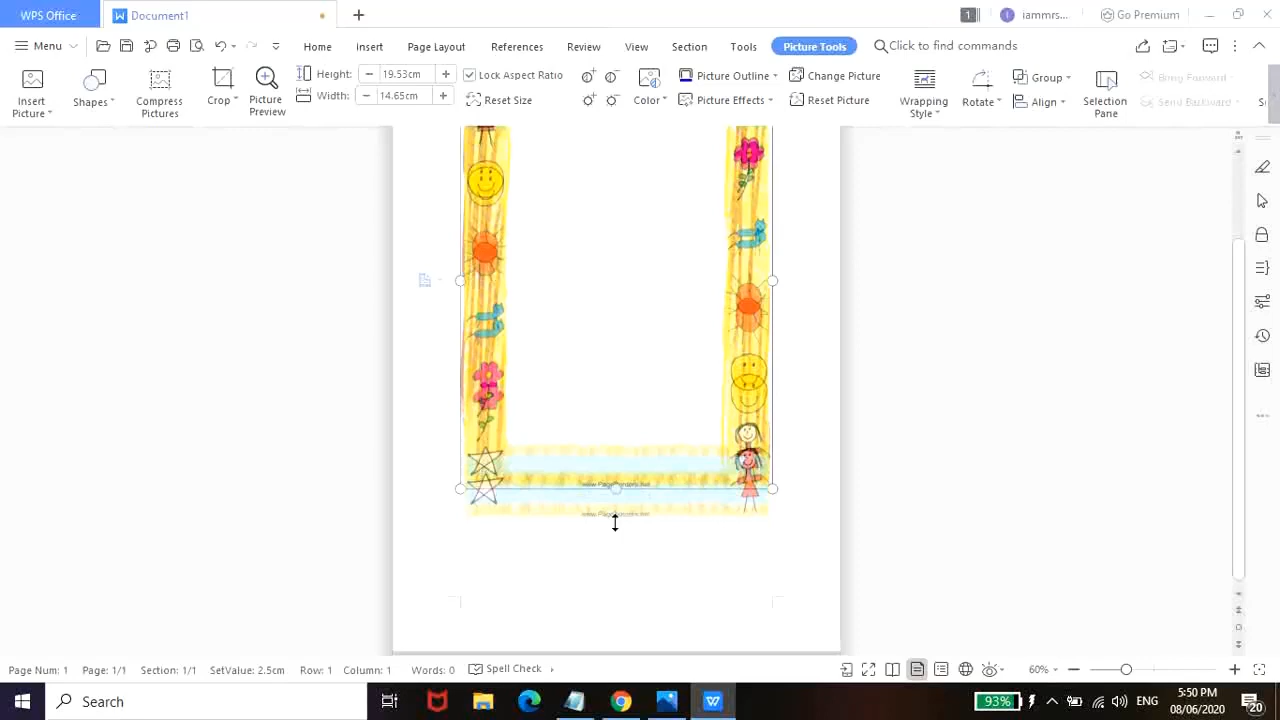 WPS Office
Document1
1
iammrs...
Go Premium
Menu
Home
Insert
Page Layout
References
Review
View
Section
Tools
Picture Tools
Click to find commands
Insert
Picture
Shapes
Compress
Pictures
Crop
Picture
Preview
Height:
19.53cm
Width:
14.65cm
Lock Aspect Ratio
Reset Size
Color
Picture Outline
Picture Effects
Change Picture
Reset Picture
Wrapping
Style
Rotate
Group
Align
Selection
Pane
Bring Forward
Send Backward
Page Num: 1
Page: 1/1
Section: 1/1
SetValue: 2.5cm
Row: 1
Column: 1
Words: 0
Spell Check
60%
Search
93%
ENG
5:50 PM
08/06/2020
20